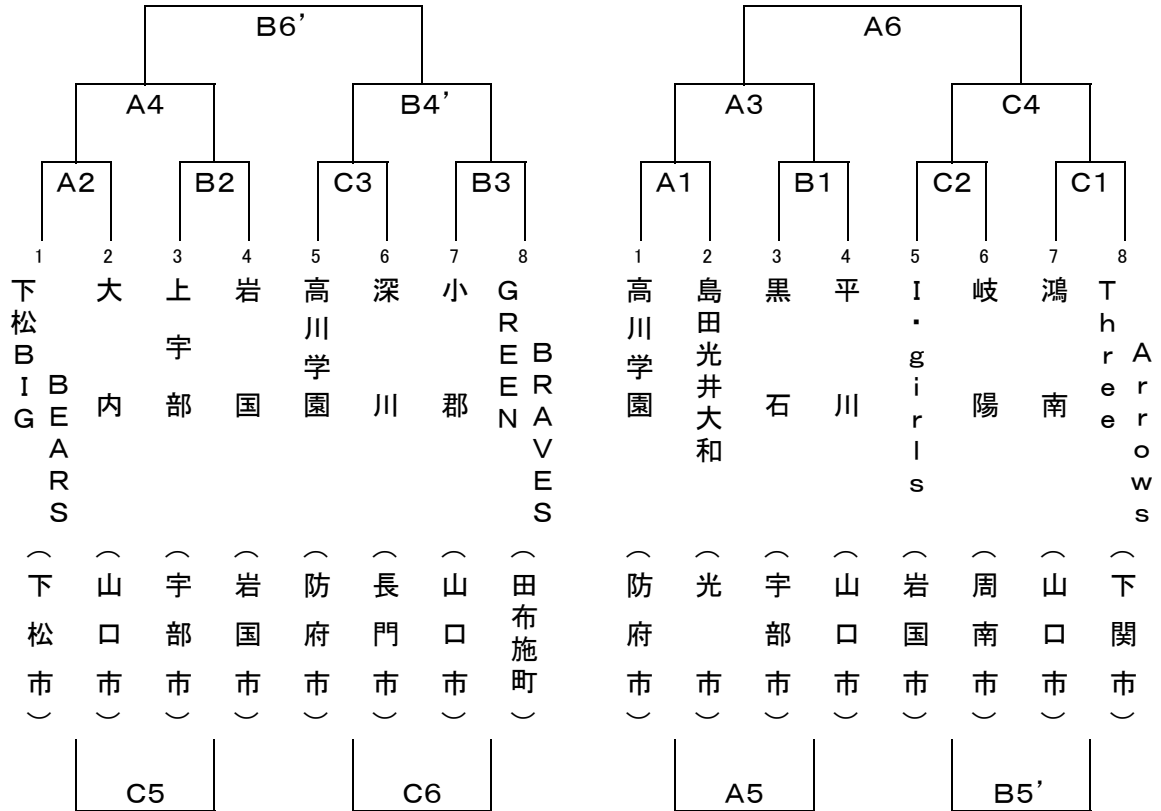 B6’ A6
A4 B4’ A3 C4
A2 B2 C3 B3 A1 B1 C2 C1
1 2 3 4 5 6 7 8 1 2 3 4 5 6 7 8
下松BIG BEARS
大内
上宇部
岩国
高川学園
深川
小郡
GREEN BRAVES
高川学園
島田光井大和
黒石
平川
I・girls
岐陽
鴻南
Three Arrows
(下松市)
(山口市)
(宇部市)
(岩国市)
(防府市)
(長門市)
(山口市)
(田布施町)
(防府市)
(光市)
(宇部市)
(山口市)
(岩国市)
(周南市)
(山口市)
(下関市)
C5 C6 A5 B5’